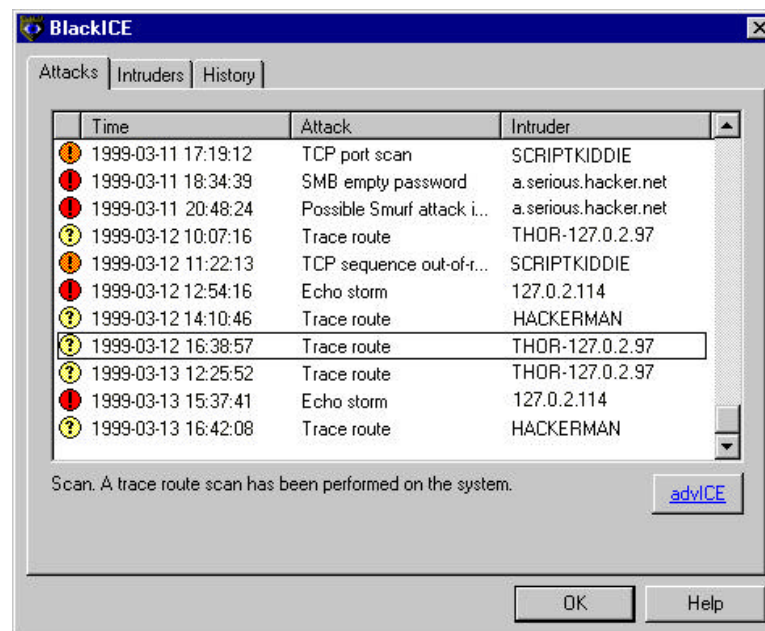 BlackICE
Attacks Intruders History
Time Attack Intruder
1999-03-11 17:19:12 TCP port scan SCRIPTKIDDIE
1999-03-11 18:34:39 SMB empty password a.serious.hacker.net
1999-03-11 20:48:24 Possible Smurf attack i... a.serious.hacker.net
1999-03-12 10:07:16 Trace route THOR-127.0.2.97
1999-03-12 11:22:13 TCP sequence out-of-r... SCRIPTKIDDIE
1999-03-12 12:54:16 Echo storm 127.0.2.114
1999-03-12 14:10:46 Trace route HACKERMAN
1999-03-12 16:38:57 Trace route THOR-127.0.2.97
1999-03-13 12:25:52 Trace route THOR-127.0.2.97
1999-03-13 15:37:41 Echo storm 127.0.2.114
1999-03-13 16:42:08 Trace route HACKERMAN
Scan. A trace route scan has been performed on the system.
advICE
OK Help